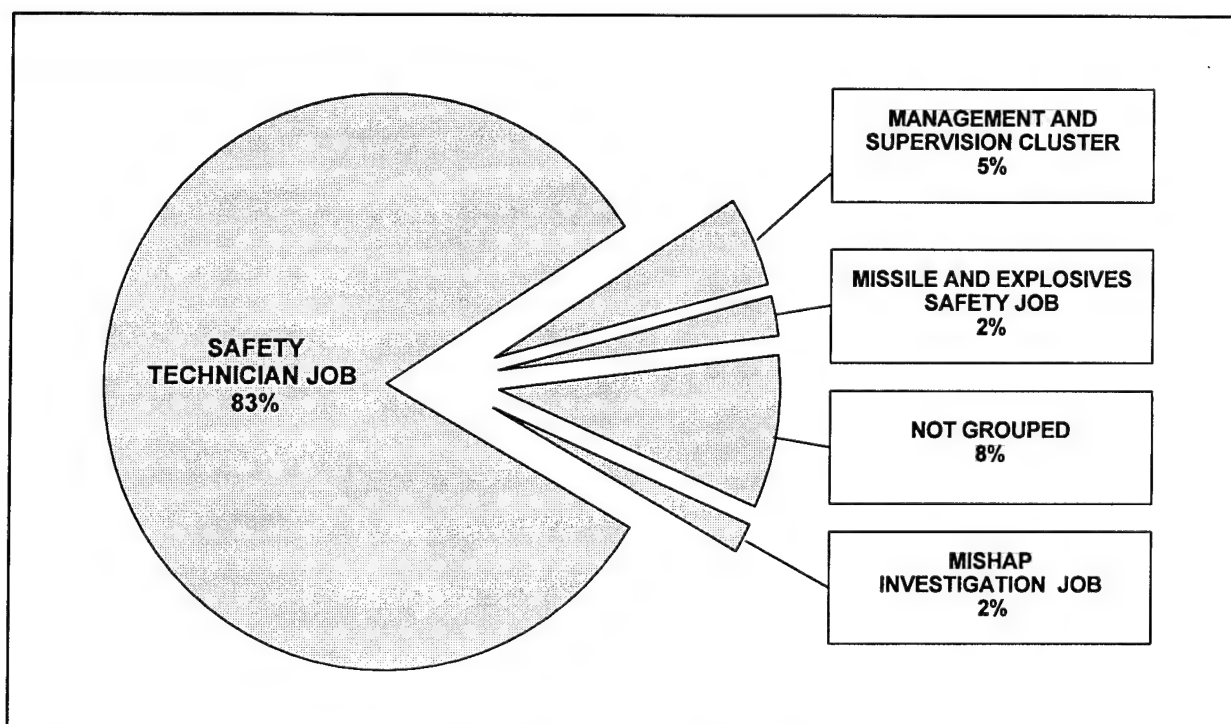 SAFETY
TECHNICIAN JOB
83%
MANAGEMENT AND
SUPERVISION CLUSTER
5%
MISSILE AND EXPLOSIVES
SAFETY JOB
2%
NOT GROUPED
8%
MISHAP
INVESTIGATION JOB
2%